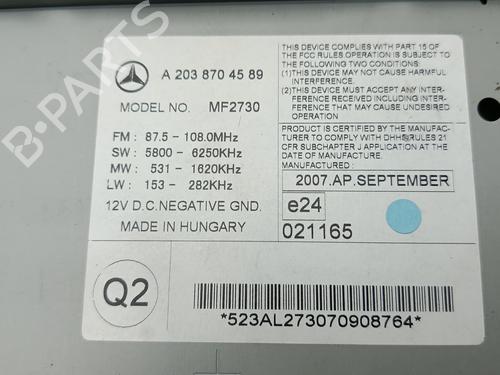 A 203 870 45 89
MODEL NO. MF2730
FM : 87.5 - 108.0MHz
SW : 5800 - 6250KHz
MW : 531 - 1620KHz
LW : 153 - 282KHz
12V D.C. NEGATIVE GND.
MADE IN HUNGARY
THIS DEVICE COMPLIES WITH PART 15 OF
THE FCC RULES OPERATION IS SUBJECT TO
THE FOLLOWING TWO CONDITIONS:
(1)THIS DEVICE MAY NOT CAUSE HARMFUL
INTERFERENCE
(2)THIS DEVICE MUST ACCEPT ANY INTER-
FERENCE RECEIVED INCLUDING INTERFER-
ENCE THAT MAY CAUSE UNDESIRED
OPERATION
THIS PRODUCT IS CERTIFIED BY THE MANUFAC-
TURER TO COMPLY WITH DHHS RULES 21
CFR SUBCHAPTER J APPLICATION AT THE DATE
OF MANUFACTURE.
MANUFACTURED :
2007.AP.SEPTEMBER
e24
021165
Q2
*523AL273070908764*
B-PARTS